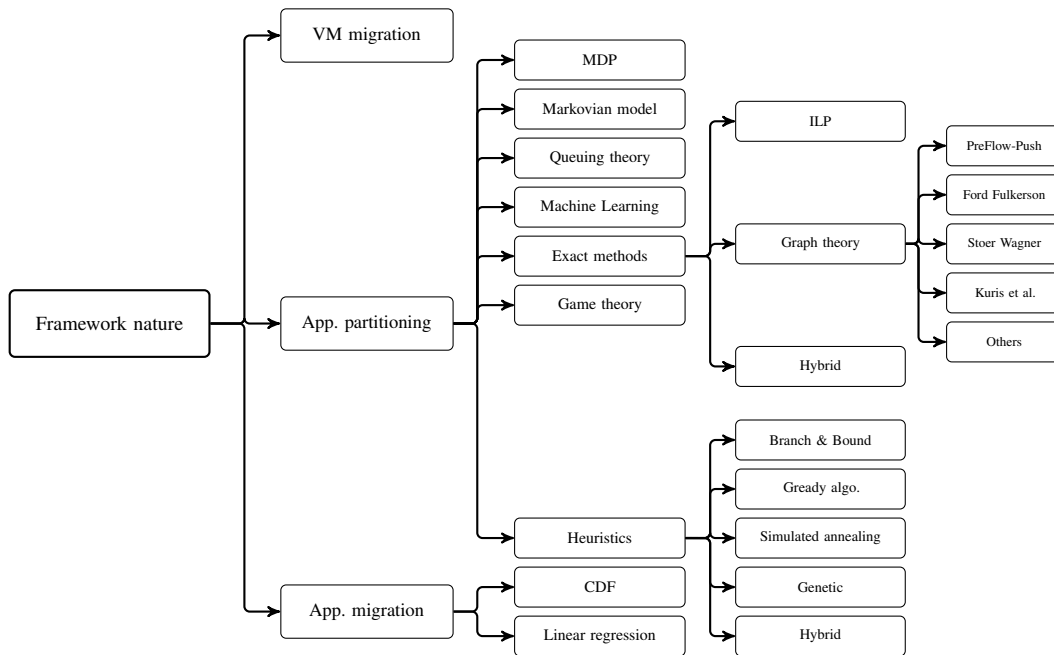 VM migration
MDP
Markovian model
ILP
PreFlow-Push
Queuing theory
Ford Fulkerson
Machine Learning
Exact methods
Graph theory
Stoer Wagner
Game theory
Kuris et al.
Framework nature
App. partitioning
Others
Hybrid
Branch & Bound
Gready algo.
Heuristics
Simulated annealing
CDF
Genetic
App. migration
Linear regression
Hybrid